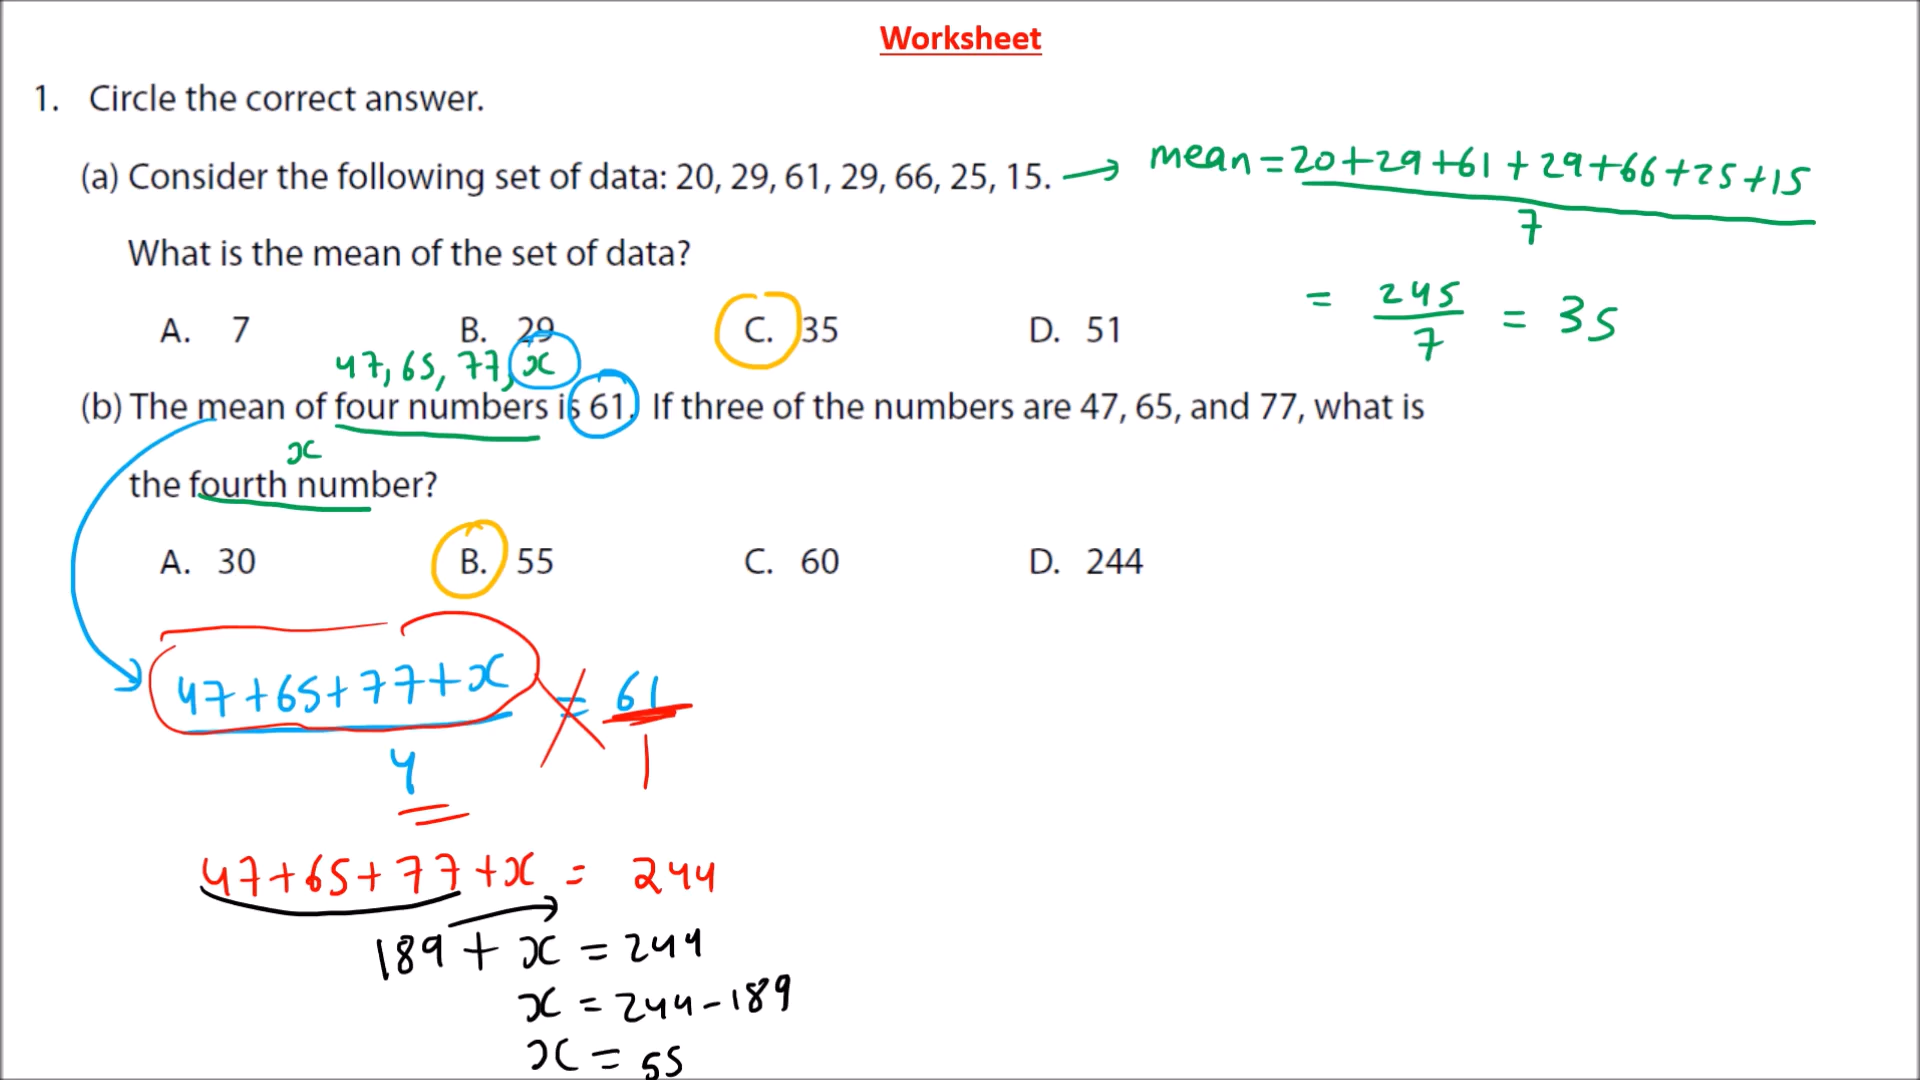 Worksheet
1. Circle the correct answer.
(a) Consider the following set of data: 20, 29, 61, 29, 66, 25, 15.
mean = 20+29+61+29+66+25+15
7
What is the mean of the set of data?
= 245/7 = 35
A. 7 B. 29 C. 35 D. 51
47, 65, 77, x
(b) The mean of four numbers is 61. If three of the numbers are 47, 65, and 77, what is
x
the fourth number?
A. 30 B. 55 C. 60 D. 244
47+65+77+x = 61
4 1
47+65+77+x = 244
189 + x = 244
x = 244-189
x = 55